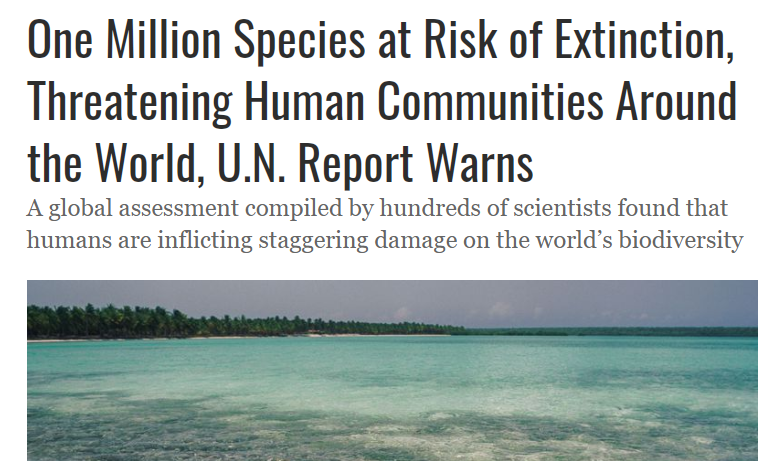 One Million Species at Risk of Extinction,
Threatening Human Communities Around
the World, U.N. Report Warns
A global assessment compiled by hundreds of scientists found that
humans are inflicting staggering damage on the world’s biodiversity